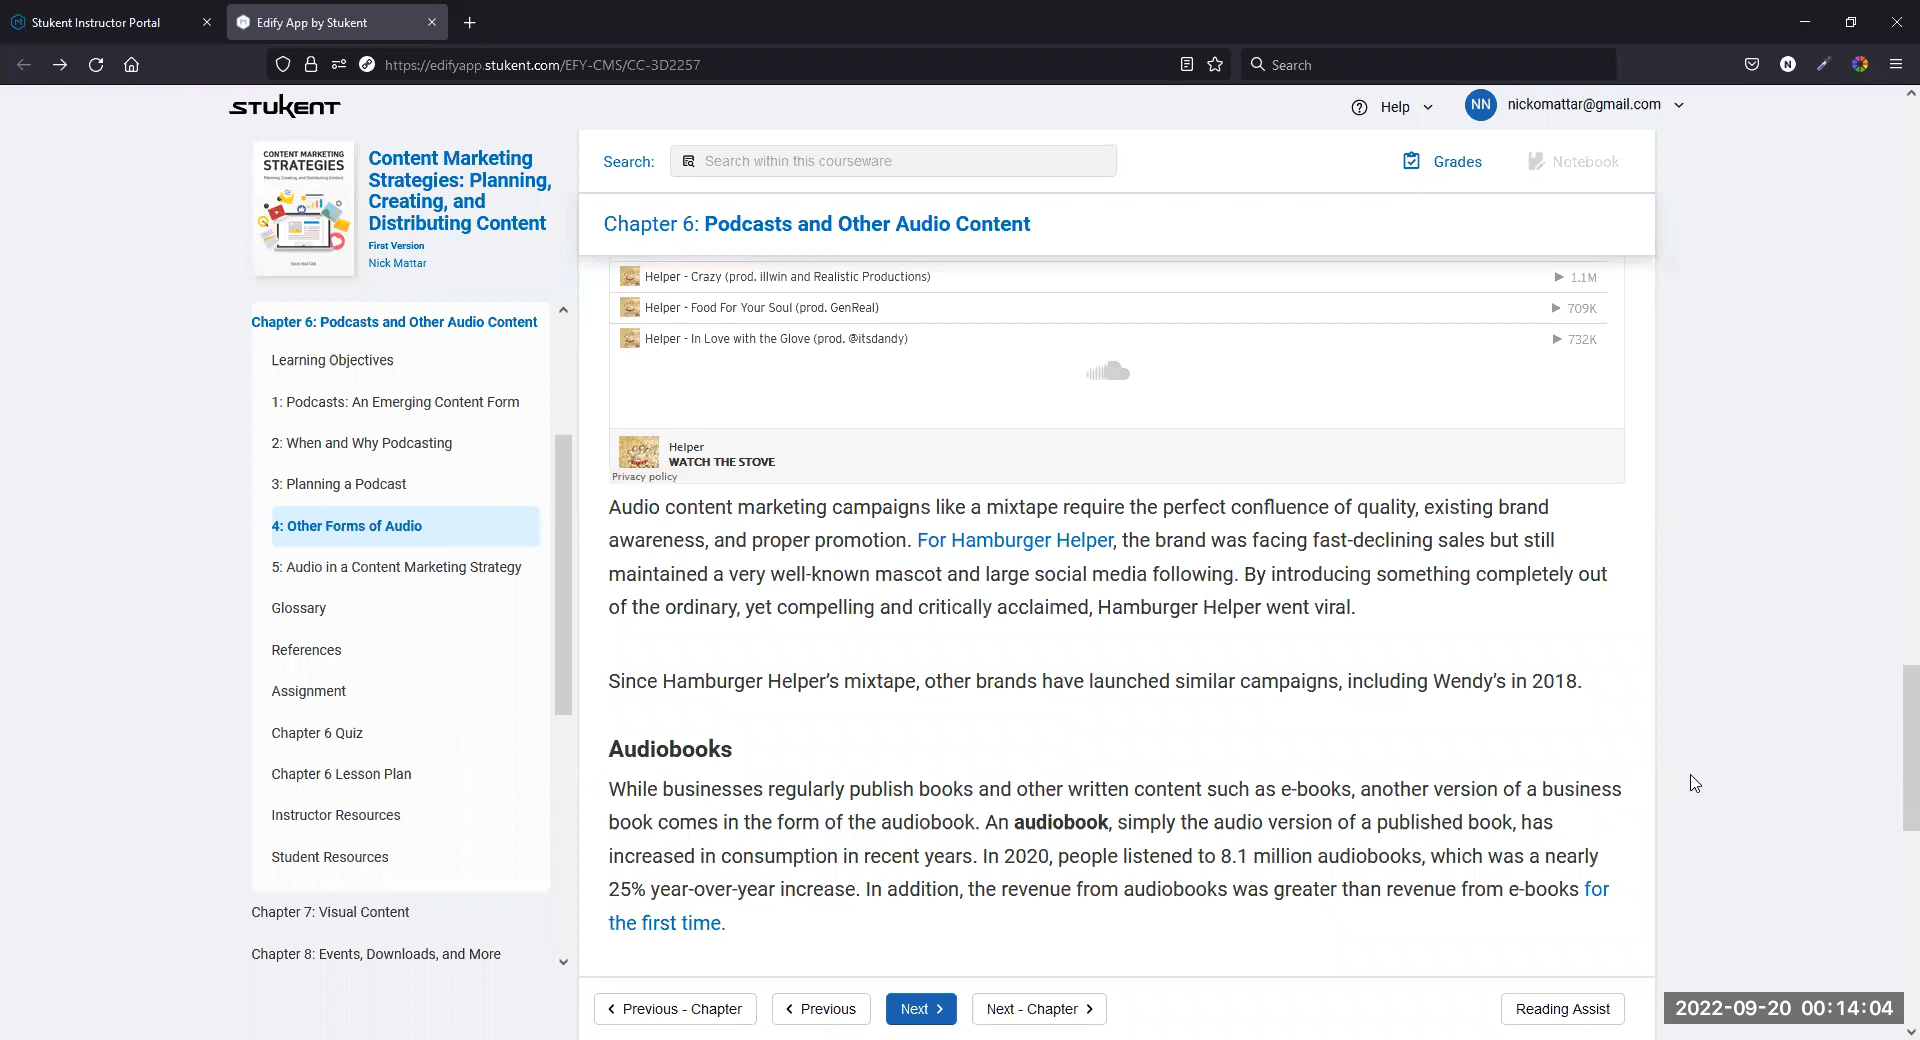 Stukent Instructor Portal
Edify App by Stukent
https://edifyapp.stukent.com/EFY-CMS/CC-3D2257
Search
N
STUKENT
Help
NN
nickomattar@gmail.com
CONTENT MARKETING
STRATEGIES
Planning, Creating, and Distributing Content
NICK MATTAR
Content Marketing
Strategies: Planning,
Creating, and
Distributing Content
First Version
Nick Mattar
Search:
Search within this courseware
Grades
Notebook
Chapter 6: Podcasts and Other Audio Content
Chapter 6: Podcasts and Other Audio Content
Learning Objectives
1: Podcasts: An Emerging Content Form
2: When and Why Podcasting
3: Planning a Podcast
4: Other Forms of Audio
5: Audio in a Content Marketing Strategy
Glossary
References
Assignment
Chapter 6 Quiz
Chapter 6 Lesson Plan
Instructor Resources
Student Resources
Chapter 7: Visual Content
Chapter 8: Events, Downloads, and More
Helper - Crazy (prod. illwin and Realistic Productions)
1.1M
Helper - Food For Your Soul (prod. GenReal)
709K
Helper - In Love with the Glove (prod. @itsdandy)
732K
Helper
WATCH THE STOVE
Privacy policy
Audio content marketing campaigns like a mixtape require the perfect confluence of quality, existing brand
awareness, and proper promotion. For Hamburger Helper, the brand was facing fast-declining sales but still
maintained a very well-known mascot and large social media following. By introducing something completely out
of the ordinary, yet compelling and critically acclaimed, Hamburger Helper went viral.
Since Hamburger Helper’s mixtape, other brands have launched similar campaigns, including Wendy’s in 2018.
Audiobooks
While businesses regularly publish books and other written content such as e-books, another version of a business
book comes in the form of the audiobook. An audiobook, simply the audio version of a published book, has
increased in consumption in recent years. In 2020, people listened to 8.1 million audiobooks, which was a nearly
25% year-over-year increase. In addition, the revenue from audiobooks was greater than revenue from e-books for
the first time.
Previous - Chapter
Previous
Next
Next - Chapter
Reading Assist
2022-09-20 00:14:04